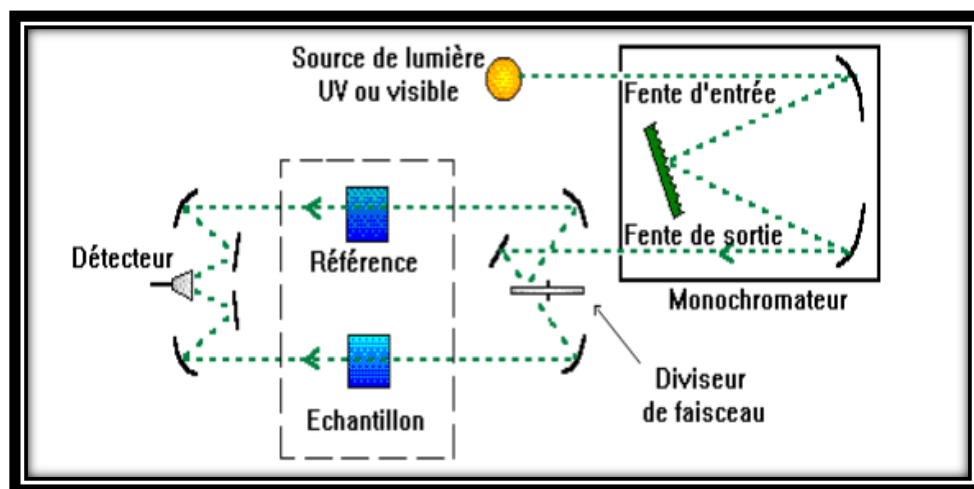 Source de lumière
UV ou visible
Fente d'entrée
Fente de sortie
Monochromateur
Détecteur
Référence
Echantillon
Diviseur
de faisceau